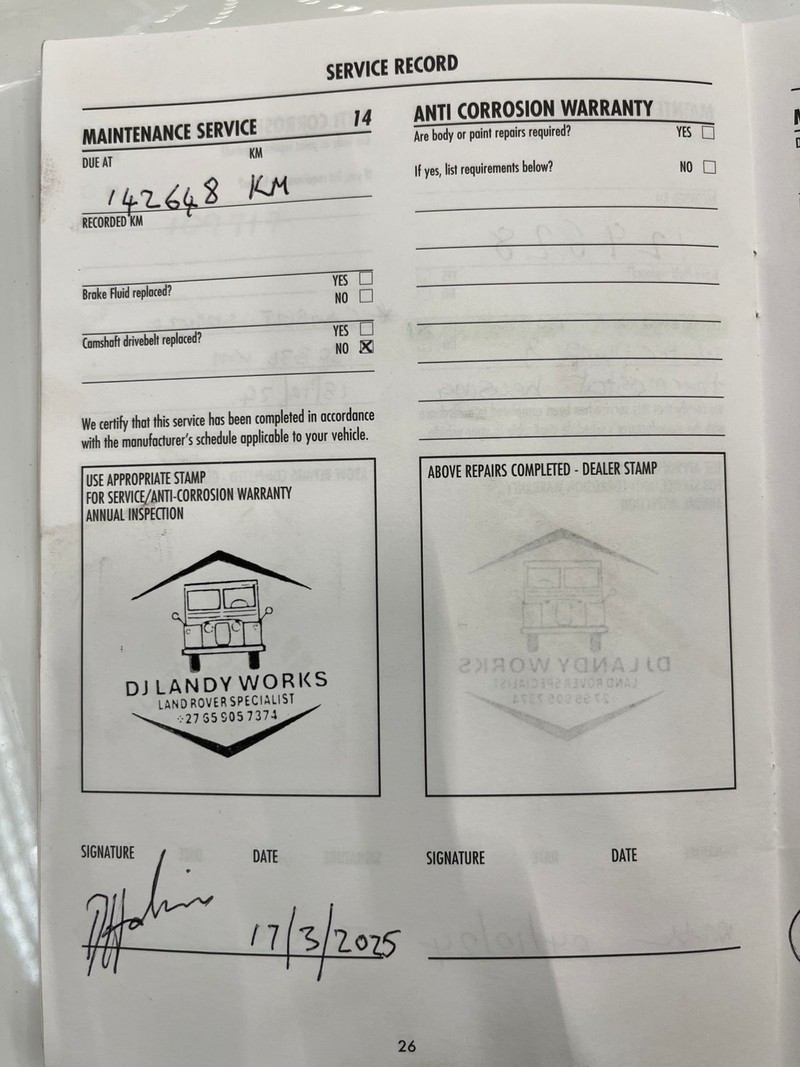 SERVICE RECORD
MAINTENANCE SERVICE 14
DUE AT KM
142648 KM
RECORDED KM
Brake Fluid replaced? YES
NO
Camshaft drivebelt replaced? YES
NO
We certify that this service has been completed in accordance
with the manufacturer's schedule applicable to your vehicle.
USE APPROPRIATE STAMP
FOR SERVICE/ANTI-CORROSION WARRANTY
ANNUAL INSPECTION
DJ LANDY WORKS
LAND ROVER SPECIALIST
+27 65 905 7374
SIGNATURE DATE
17/3/2025
ANTI CORROSION WARRANTY
Are body or paint repairs required? YES
If yes, list requirements below? NO
ABOVE REPAIRS COMPLETED - DEALER STAMP
SIGNATURE DATE
26